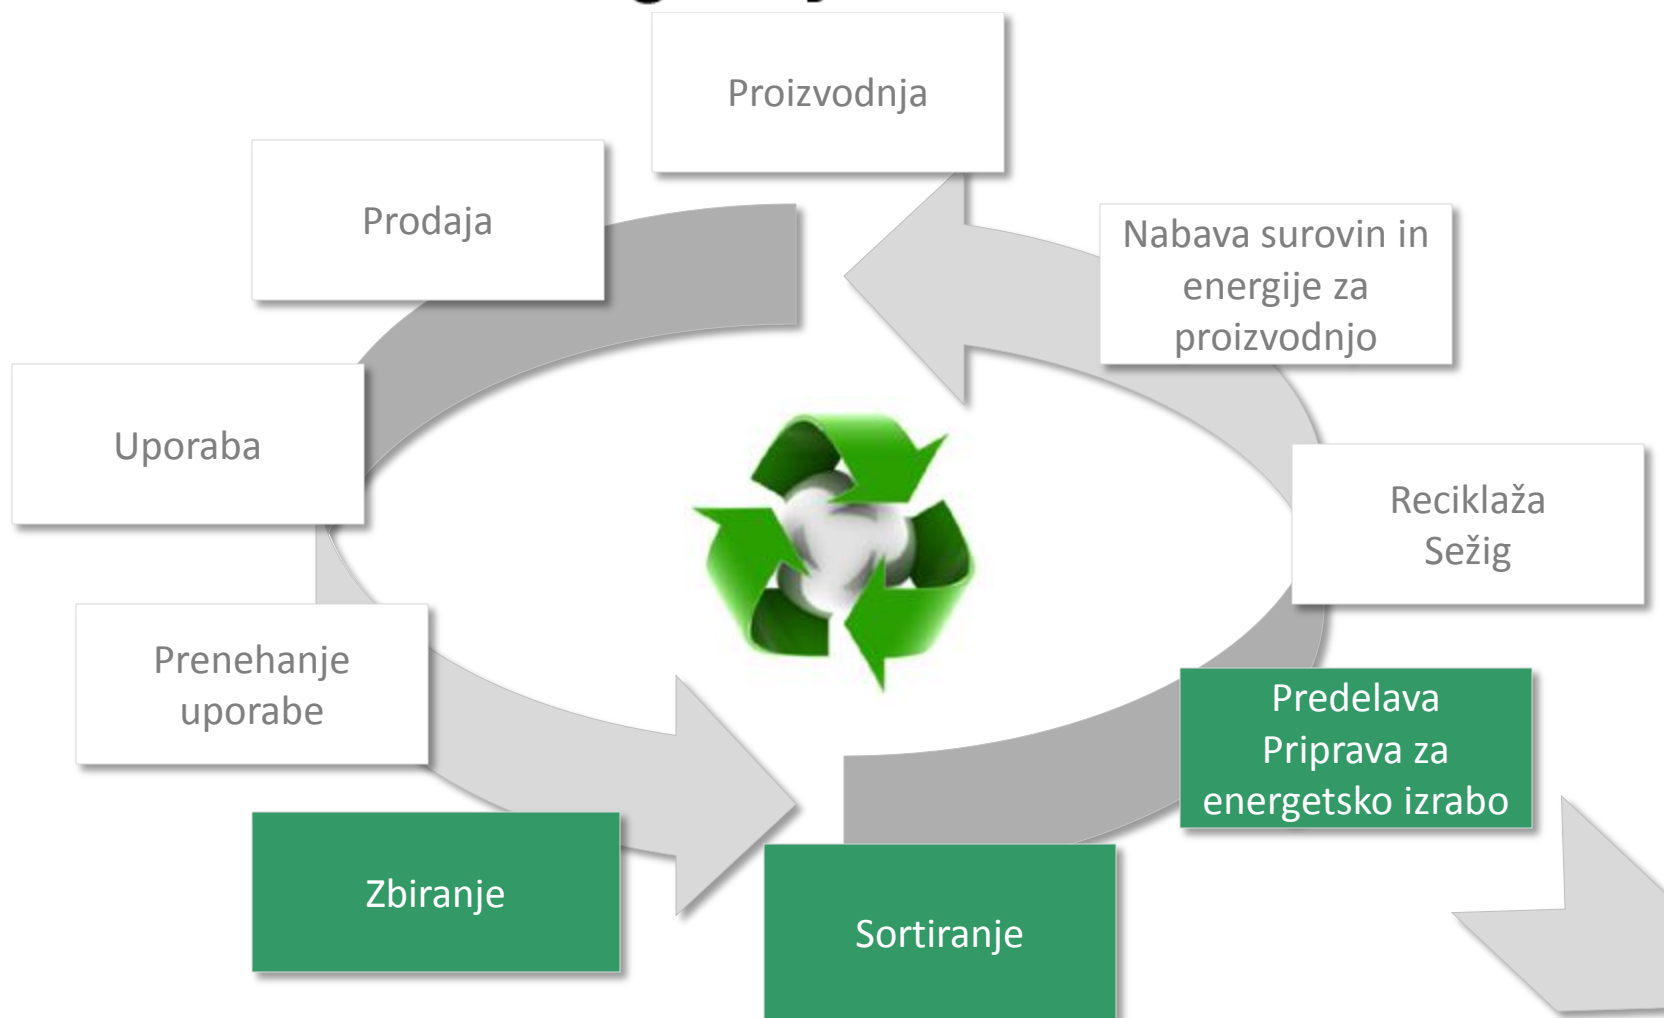 Proizvodnja
Prodaja
Nabava surovin in
energije za
proizvodnjo
Uporaba
Reciklaža
Sežig
Prenehanje
uporabe
Predelava
Priprava za
energetsko izrabo
Zbiranje
Sortiranje